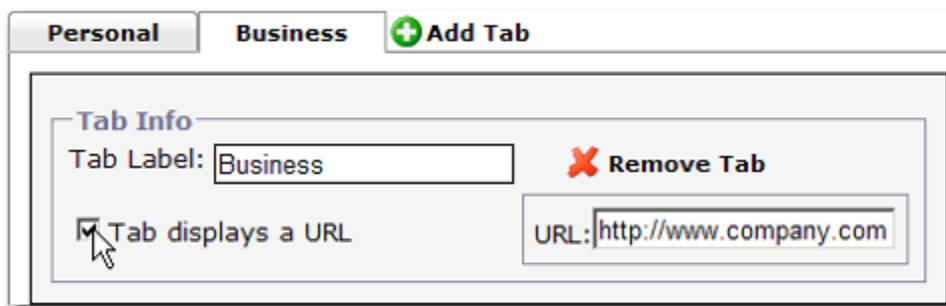 Personal Business Add Tab
Tab Info
Tab Label: Business Remove Tab
Tab displays a URL URL: http://www.company.com